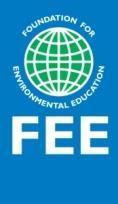 FOUNDATION FOR
ENVIRONMENTAL EDUCATION
FEE